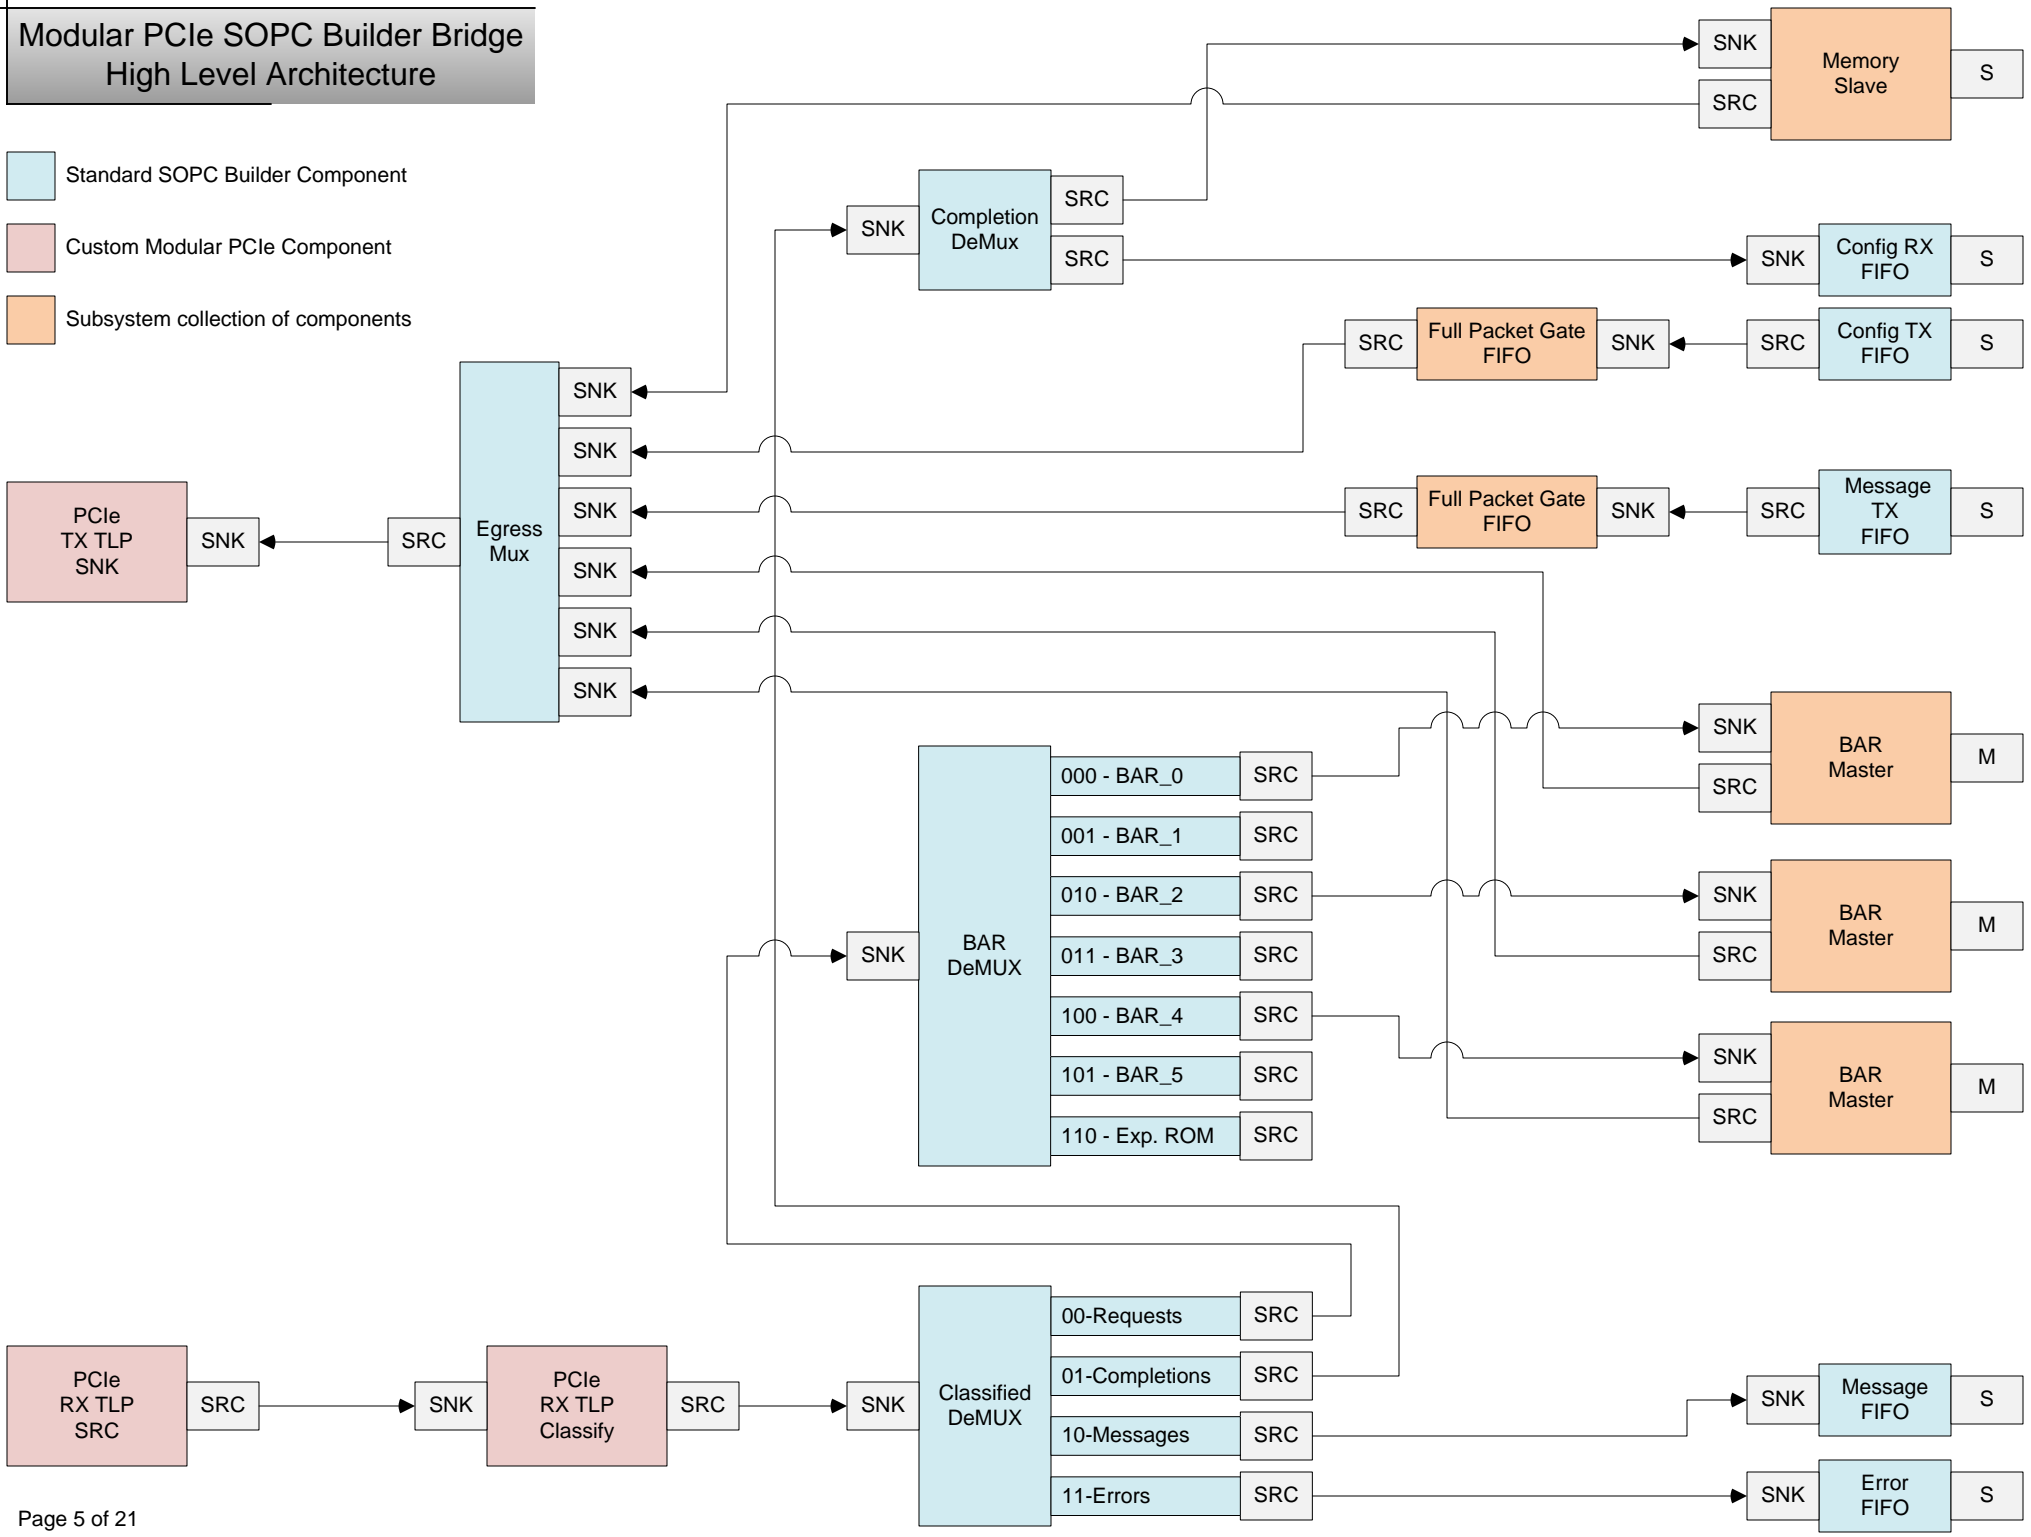 Modular PCIe SOPC Builder Bridge
High Level Architecture
Standard SOPC Builder Component
Custom Modular PCIe Component
Subsystem collection of components
SNK
SRC
Memory
Slave
S
SNK
Completion
DeMux
SRC
SRC
SNK
Config RX
FIFO
S
SRC
Full Packet Gate
FIFO
SNK
SRC
Config TX
FIFO
S
SRC
Full Packet Gate
FIFO
SNK
SRC
Message
TX
FIFO
S
PCIe
TX TLP
SNK
SNK
SRC
Egress
Mux
SNK
SNK
SNK
SNK
SNK
SNK
SNK
BAR
DeMUX
000 - BAR_0
SRC
001 - BAR_1
SRC
010 - BAR_2
SRC
011 - BAR_3
SRC
100 - BAR_4
SRC
101 - BAR_5
SRC
110 - Exp. ROM
SRC
SNK
SRC
BAR
Master
M
SNK
SRC
BAR
Master
M
SNK
SRC
BAR
Master
M
PCIe
RX TLP
SRC
SRC
SNK
PCIe
RX TLP
Classify
SRC
SNK
Classified
DeMUX
00-Requests
SRC
01-Completions
SRC
10-Messages
SRC
11-Errors
SRC
SNK
Message
FIFO
S
SNK
Error
FIFO
S
Page 5 of 21